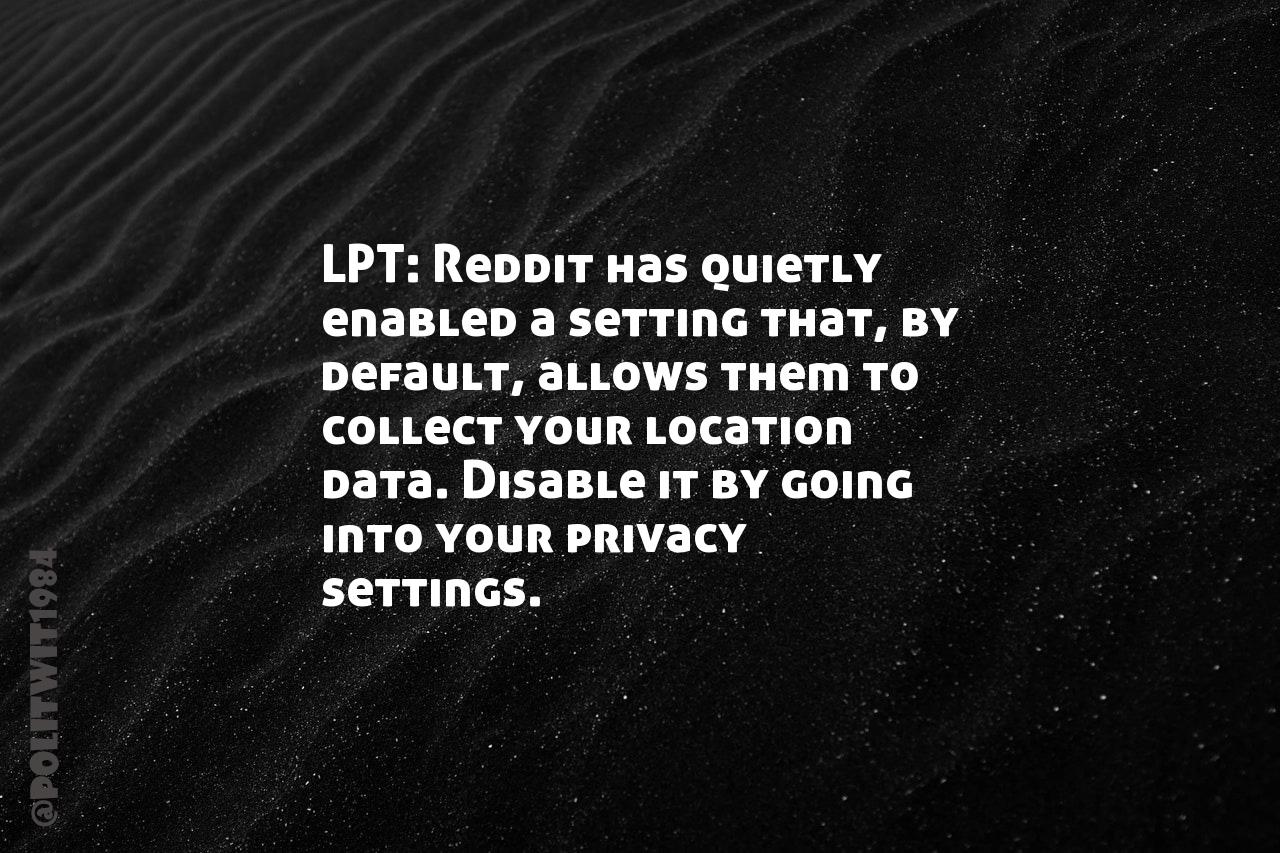 LPT: Reddit has quietly
enabled a setting that, by
default, allows them to
collect your location
data. Disable it by going
into your privacy
settings.
@POLITWIT1984